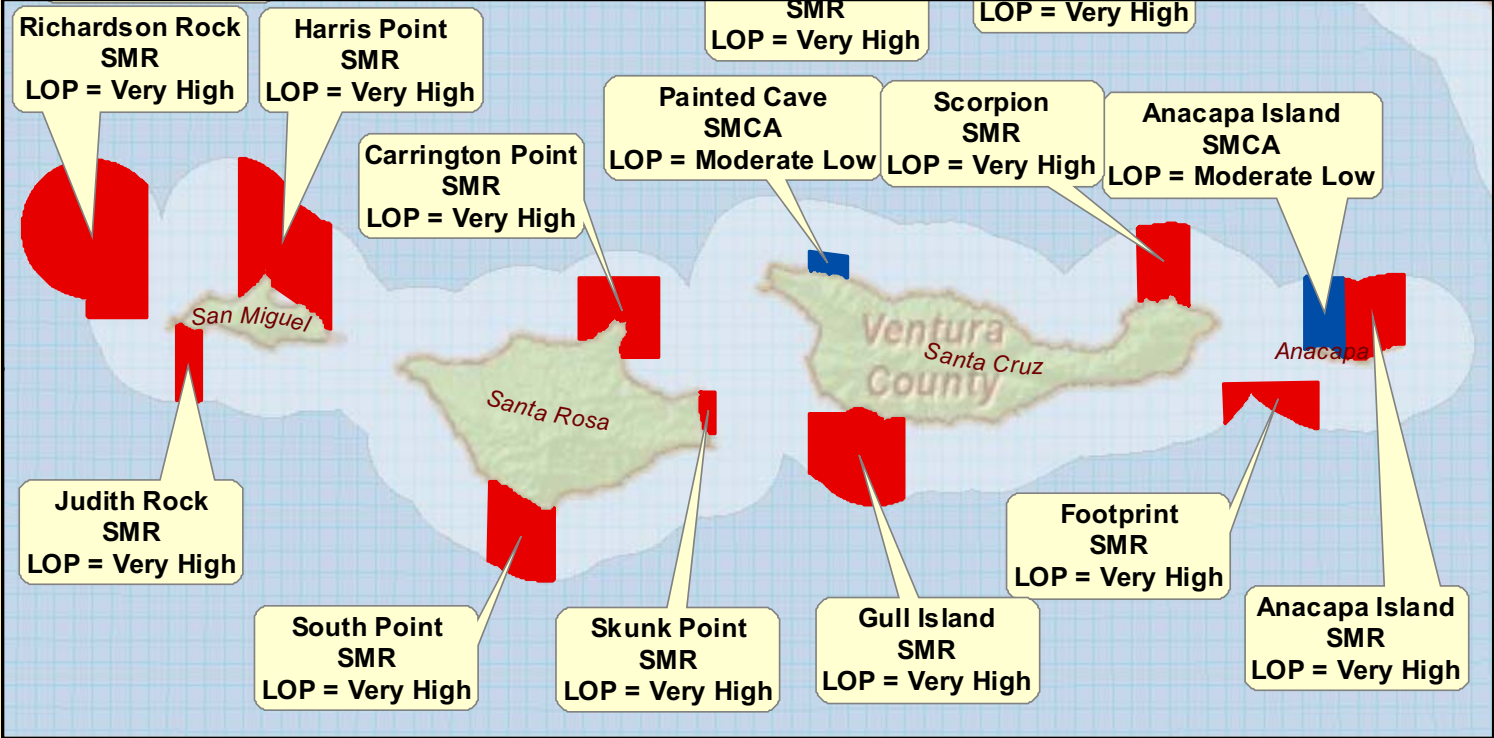 SMR
LOP = Very High
LOP = Very High
Richardson Rock
SMR
LOP = Very High
Harris Point
SMR
LOP = Very High
Carrington Point
SMR
LOP = Very High
Painted Cave
SMCA
LOP = Moderate Low
Scorpion
SMR
LOP = Very High
Anacapa Island
SMCA
LOP = Moderate Low
San Miguel
Ventura
County
Santa Cruz
Anacapa
Santa Rosa
Judith Rock
SMR
LOP = Very High
South Point
SMR
LOP = Very High
Skunk Point
SMR
LOP = Very High
Gull Island
SMR
LOP = Very High
Footprint
SMR
LOP = Very High
Anacapa Island
SMR
LOP = Very High